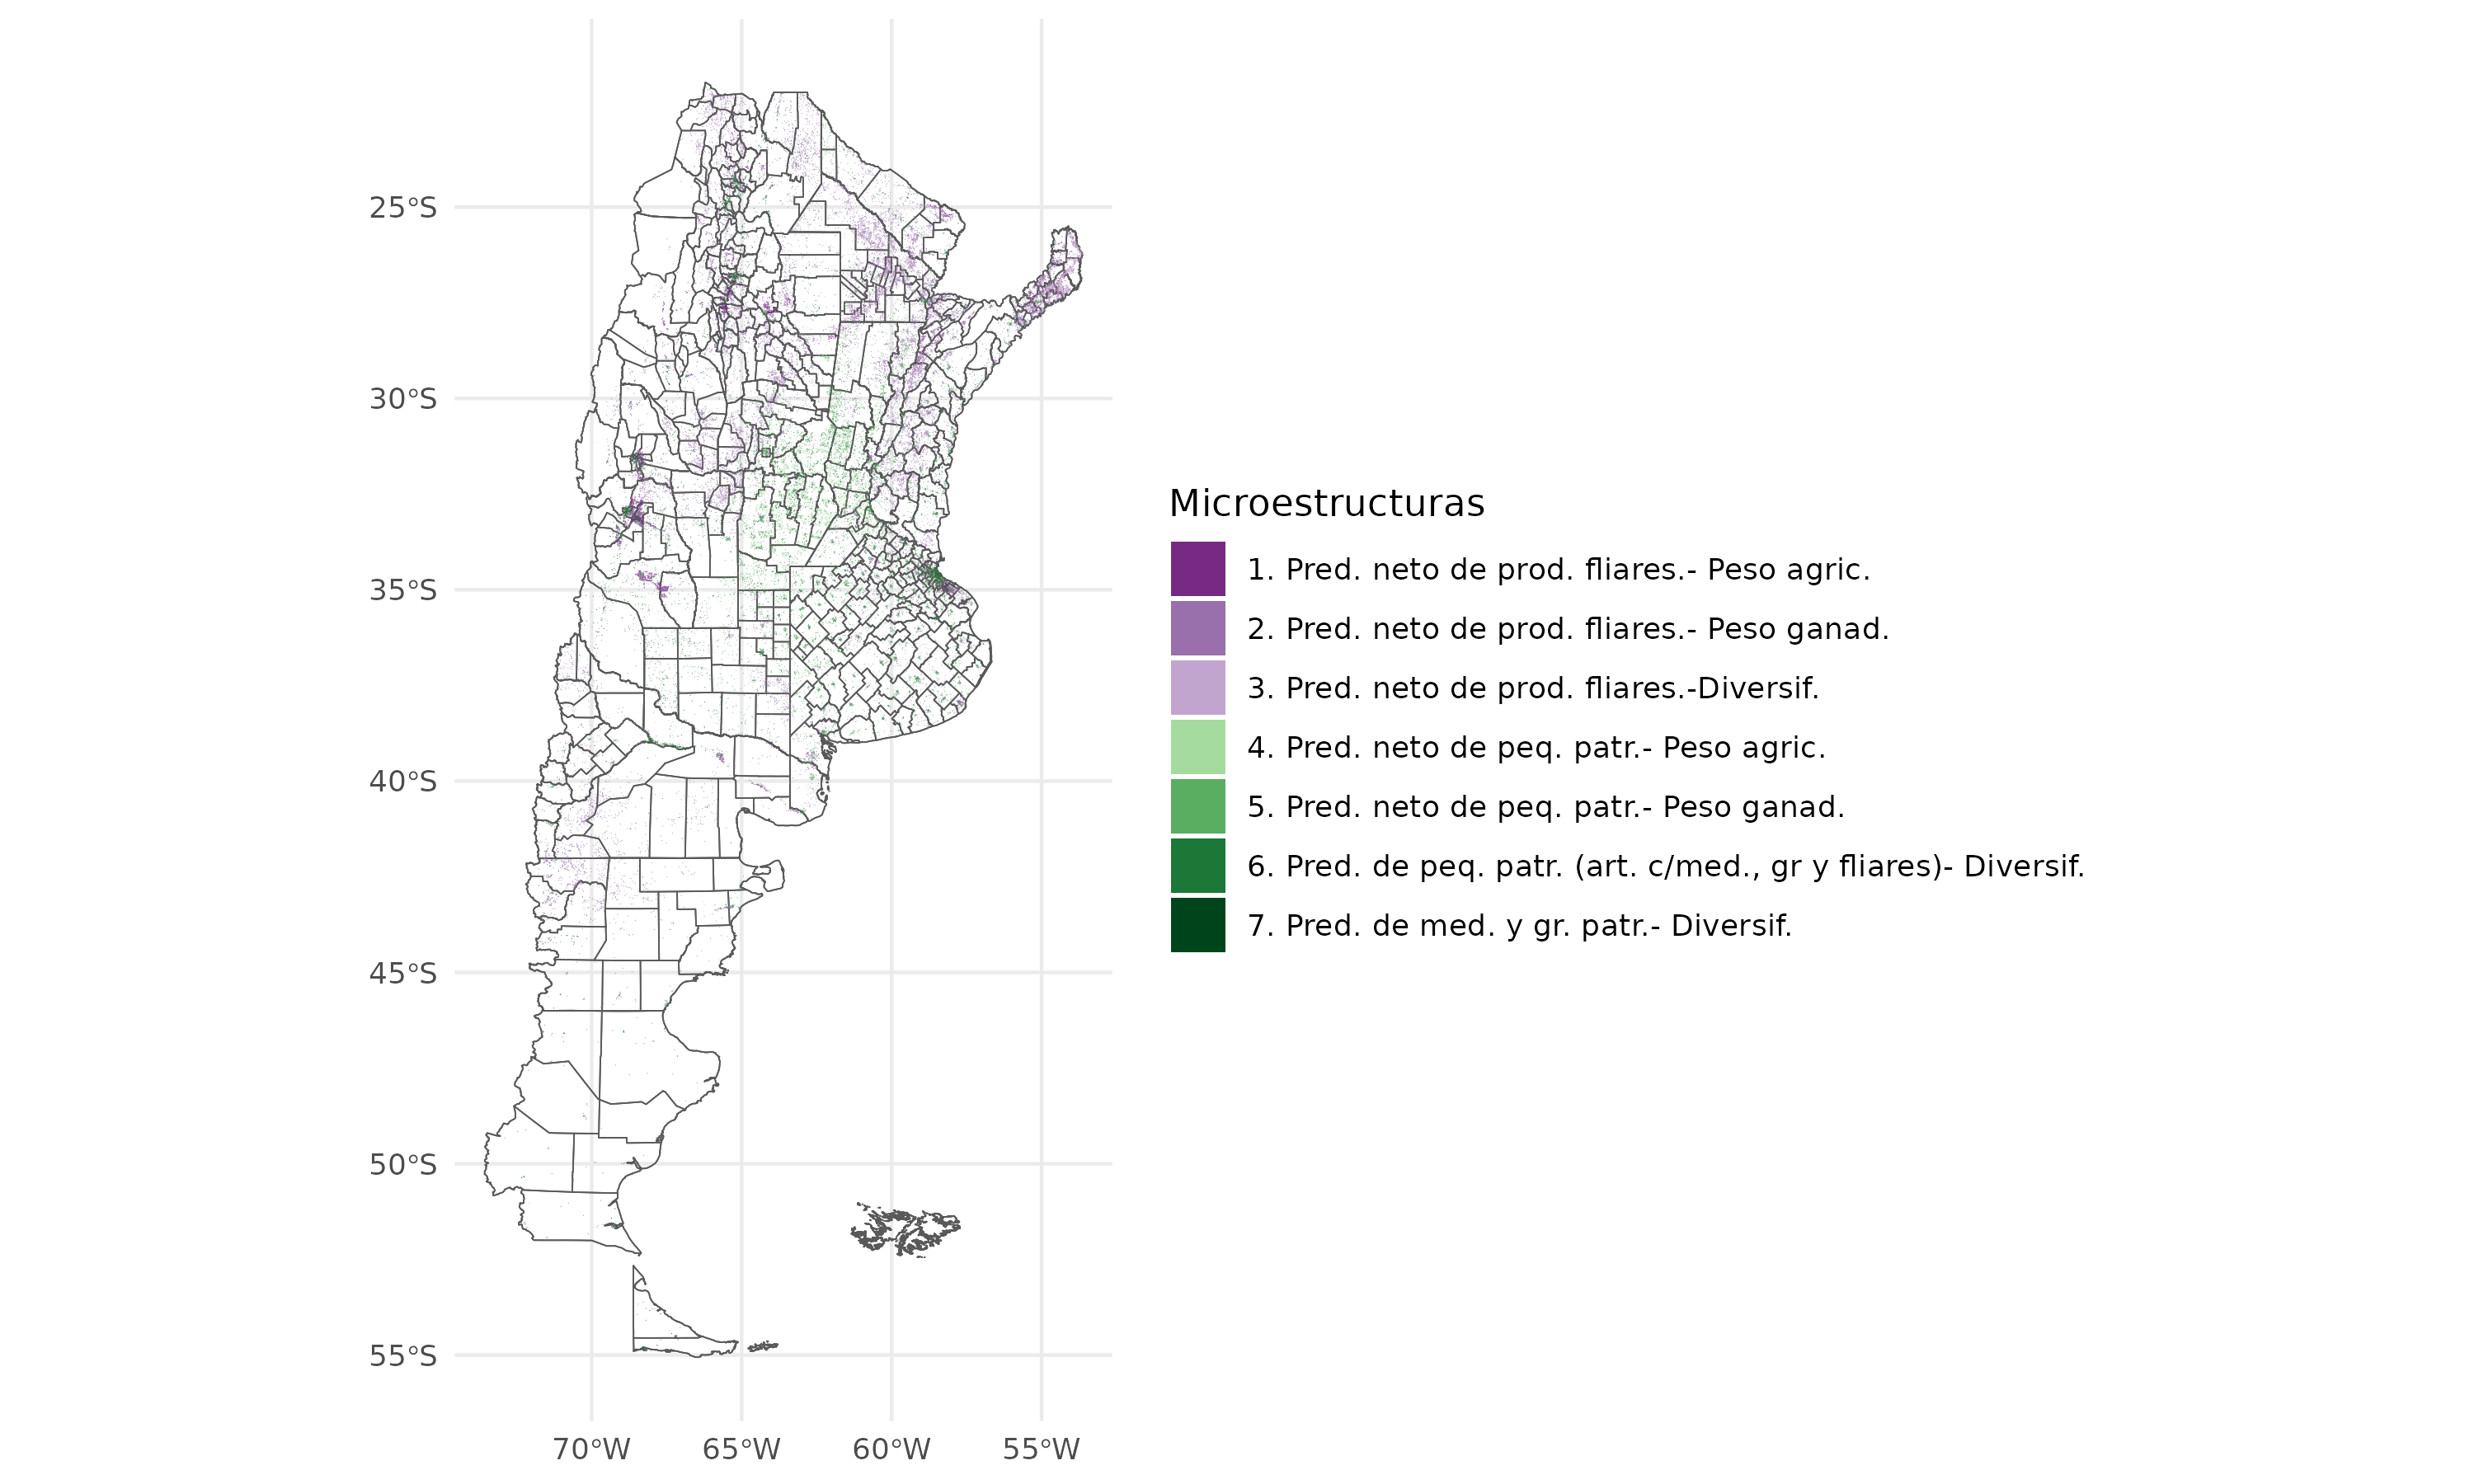 25°S
30°S
35°S
40°S
45°S
50°S
55°S
70°W 65°W 60°W 55°W
Microestructuras
1. Pred. neto de prod. fliares.- Peso agric.
2. Pred. neto de prod. fliares.- Peso ganad.
3. Pred. neto de prod. fliares.-Diversif.
4. Pred. neto de peq. patr.- Peso agric.
5. Pred. neto de peq. patr.- Peso ganad.
6. Pred. de peq. patr. (art. c/med., gr y fliares)- Diversif.
7. Pred. de med. y gr. patr.- Diversif.